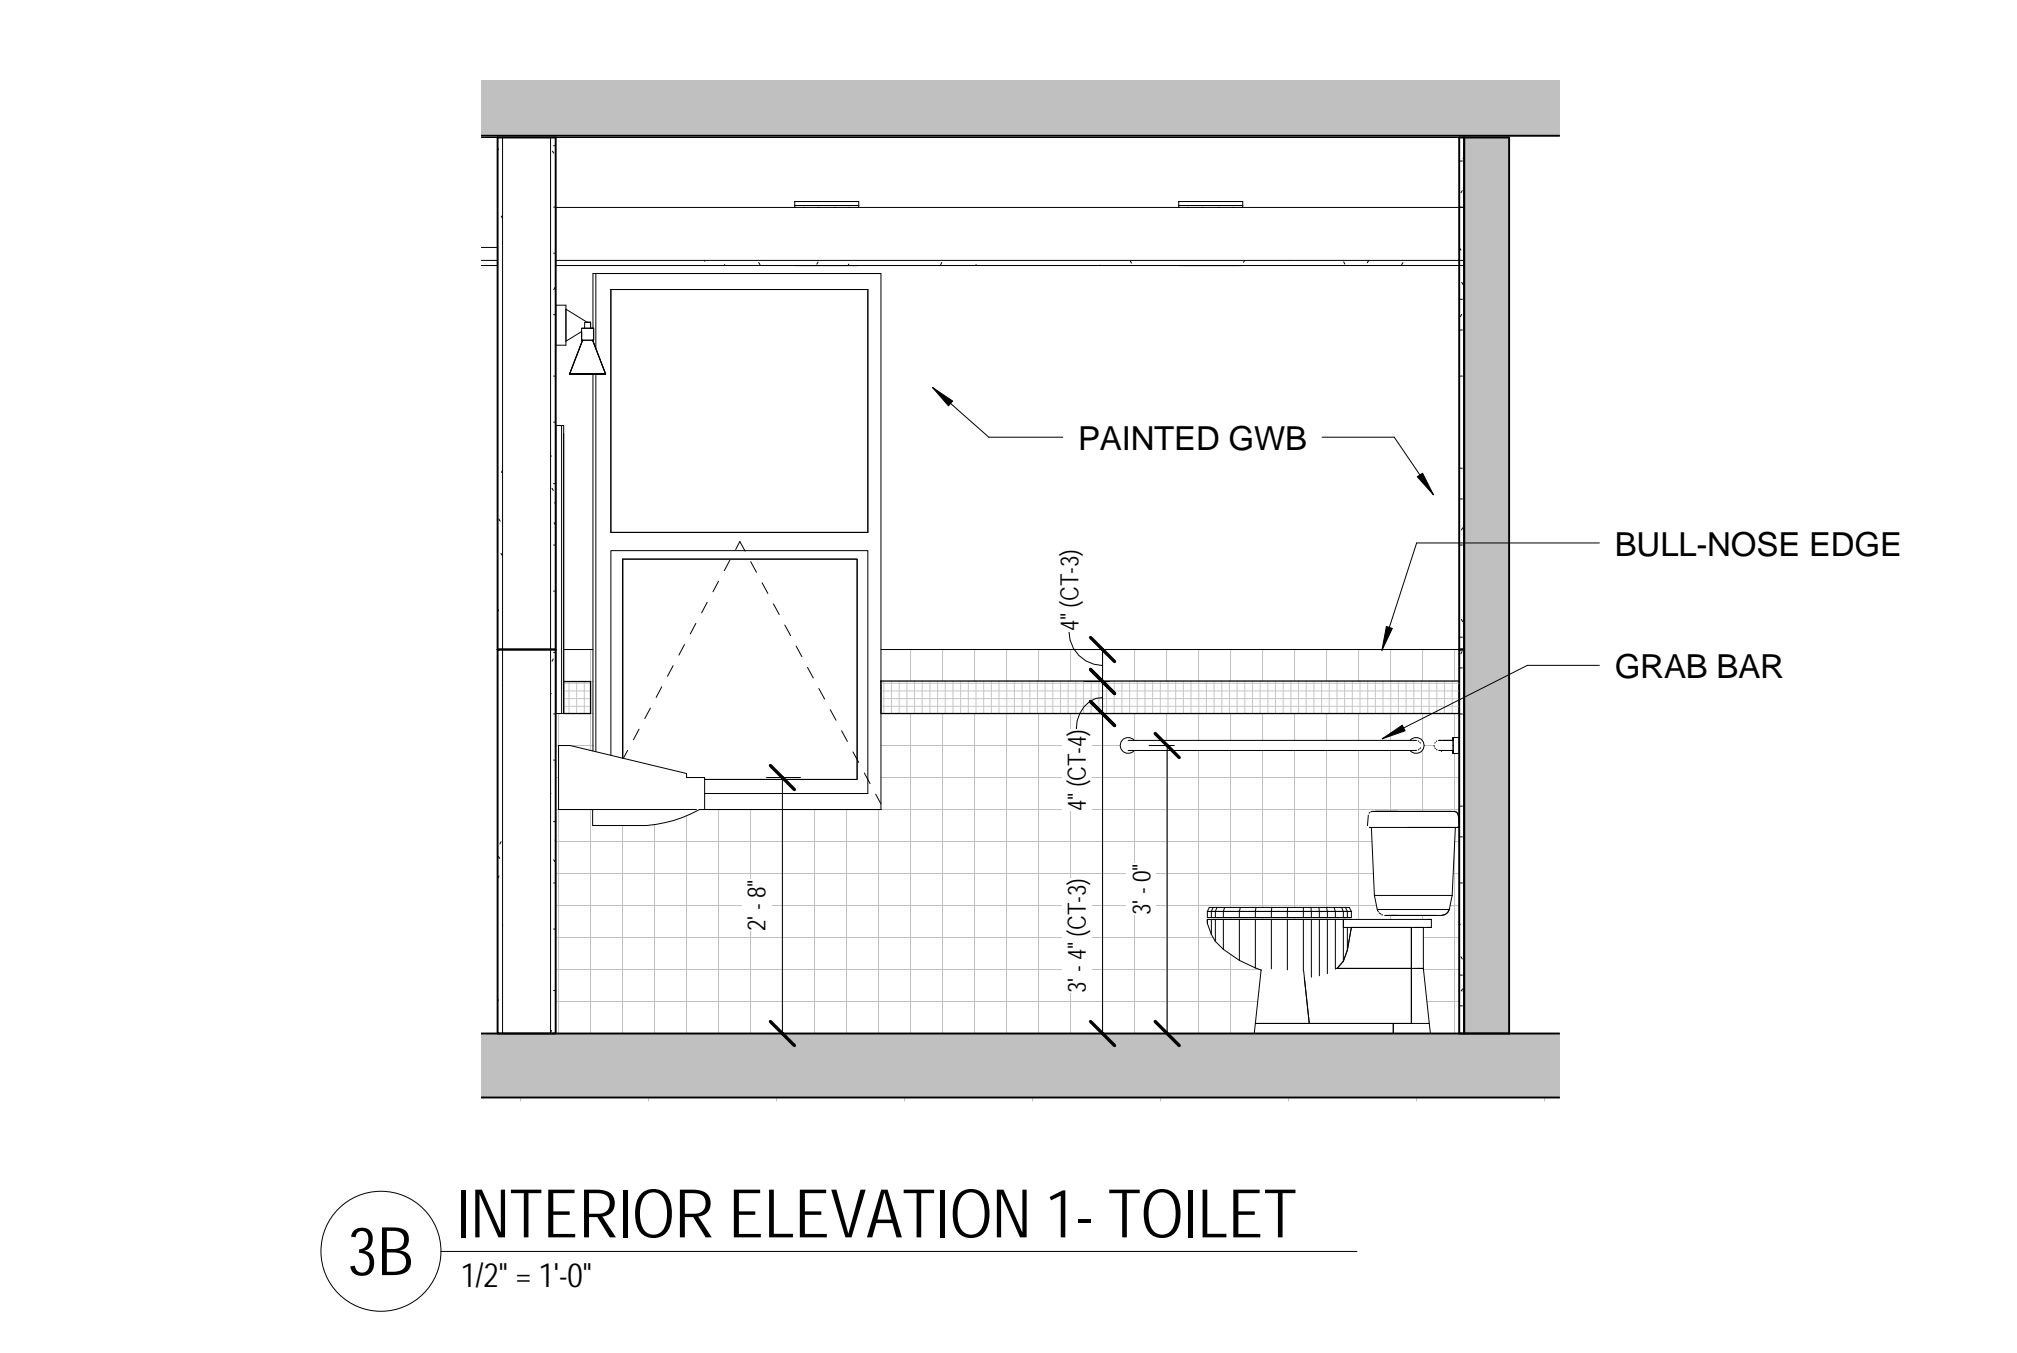 PAINTED GWB
BULL-NOSE EDGE
4" (CT-3)
GRAB BAR
4" (CT-4)
2' - 8"
3' - 4" (CT-3)
3' - 0"
3B
INTERIOR ELEVATION 1- TOILET
1/2" = 1'-0"